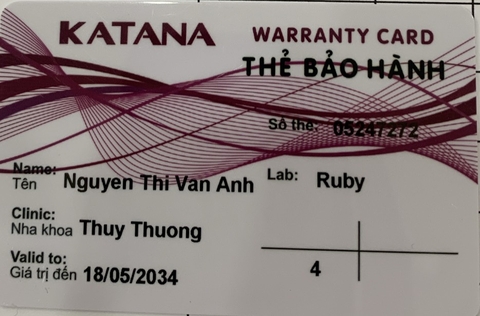 KATANA WARRANTY CARD
THẺ BẢO HÀNH
Số thẻ: 05247272
Name:
Tên Nguyen Thi Van Anh Lab: Ruby
Clinic:
Nha khoa Thuy Thuong
Valid to:
Giá trị đến 18/05/2034
4